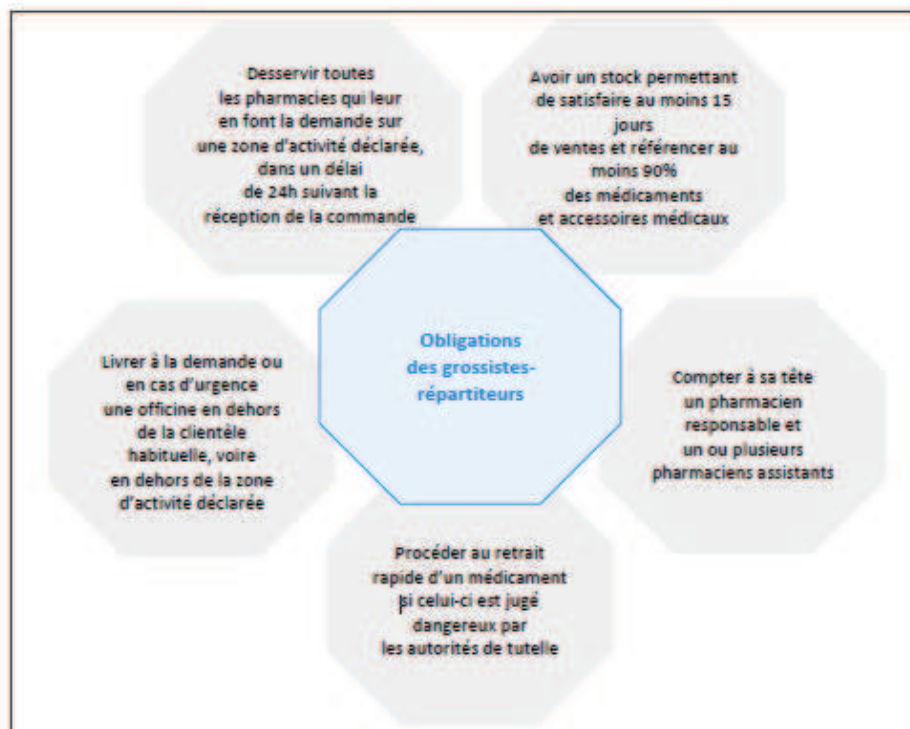 Desservir toutes
les pharmacies qui leur
en font la demande sur
une zone d'activité déclarée,
dans un délai
de 24h suivant la
réception de la commande
Avoir un stock permettant
de satisfaire au moins 15
jours
de ventes et référencer au
moins 90%
des médicaments
et accessoires médicaux
Obligations
des grossistes-
répartiteurs
Livrer à la demande ou
en cas d'urgence
une officine en dehors
de la clientèle
habituelle, voire
en dehors de la zone
d'activité déclarée
Compter à sa tête
un pharmacien
responsable et
un ou plusieurs
pharmaciens assistants
Procéder au retrait
rapide d'un médicament
si celui-ci est jugé
dangereux par
les autorités de tutelle